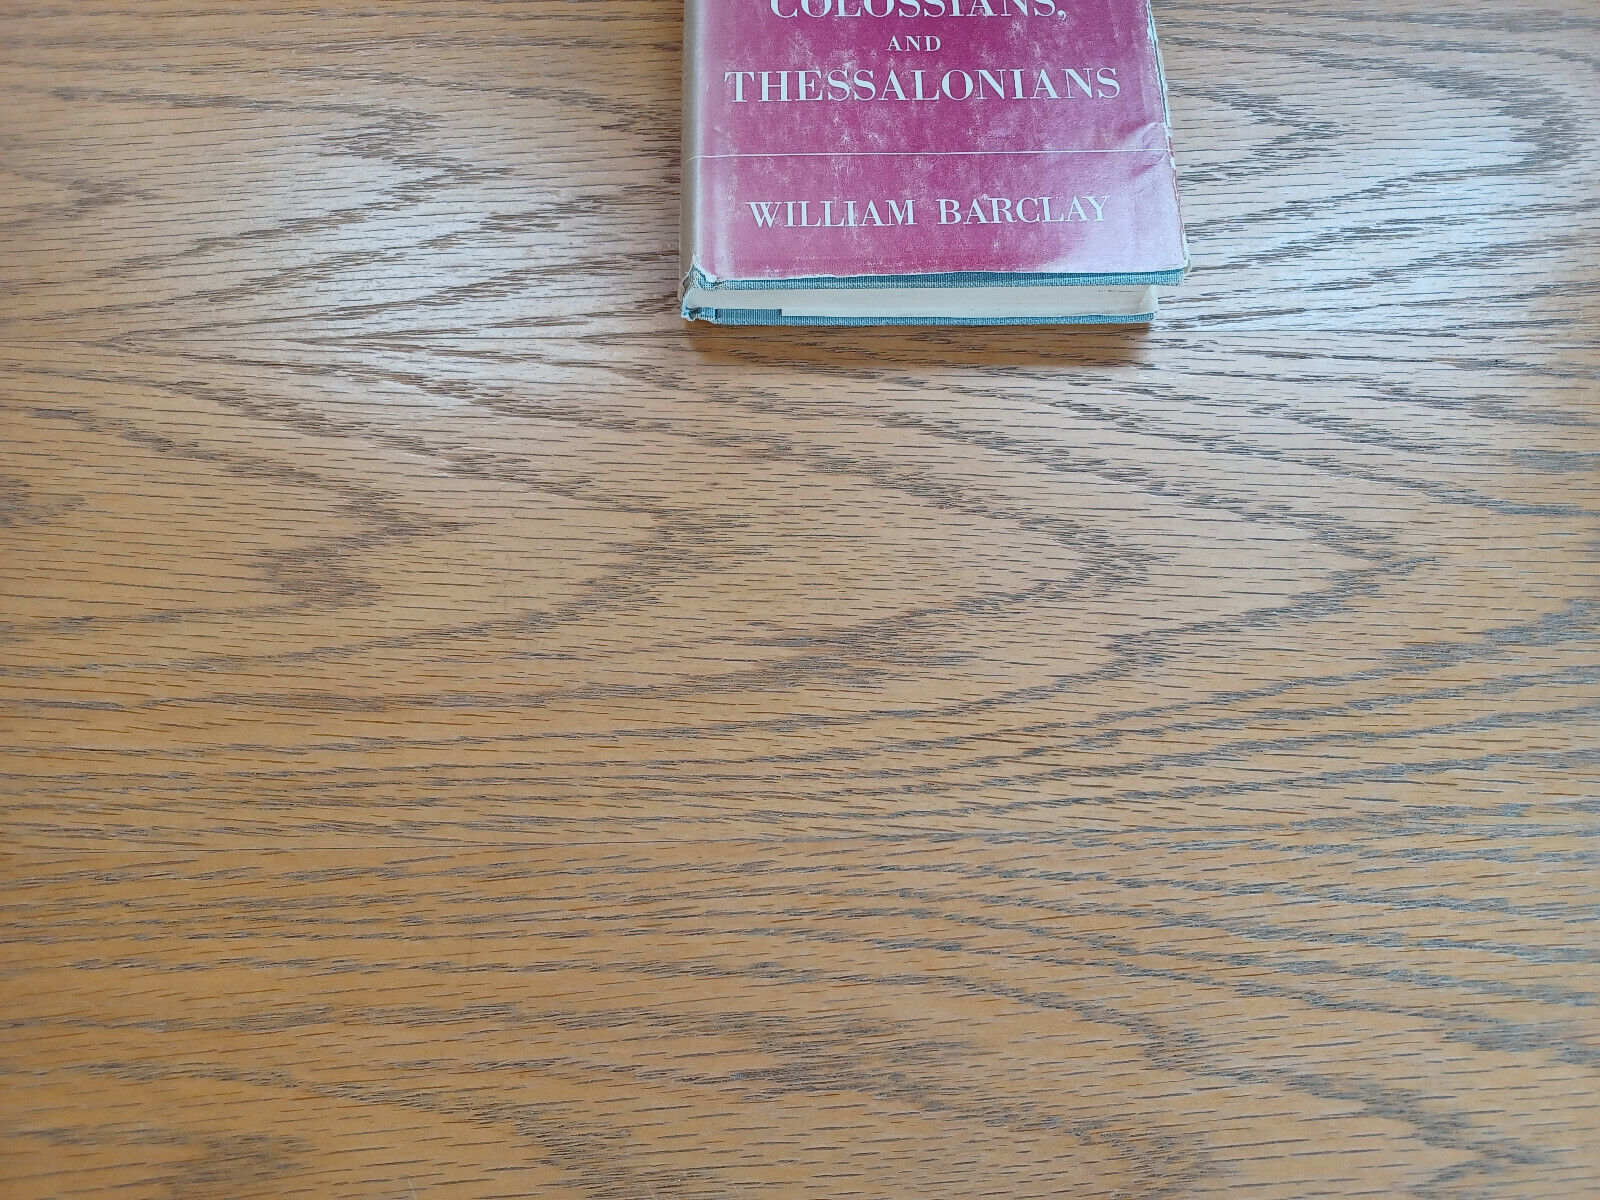 COLOSSIANS,
AND
THESSALONIANS
WILLIAM BARCLAY